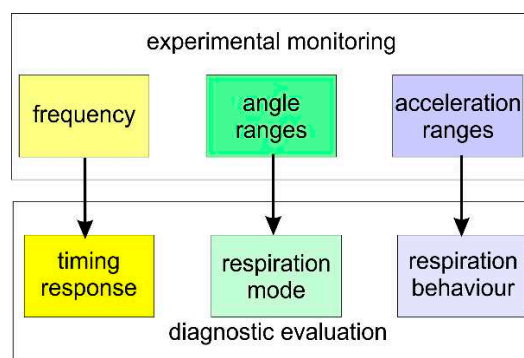 experimental monitoring
frequency
angle
ranges
acceleration
ranges
timing
response
respiration
mode
respiration
behaviour
diagnostic evaluation